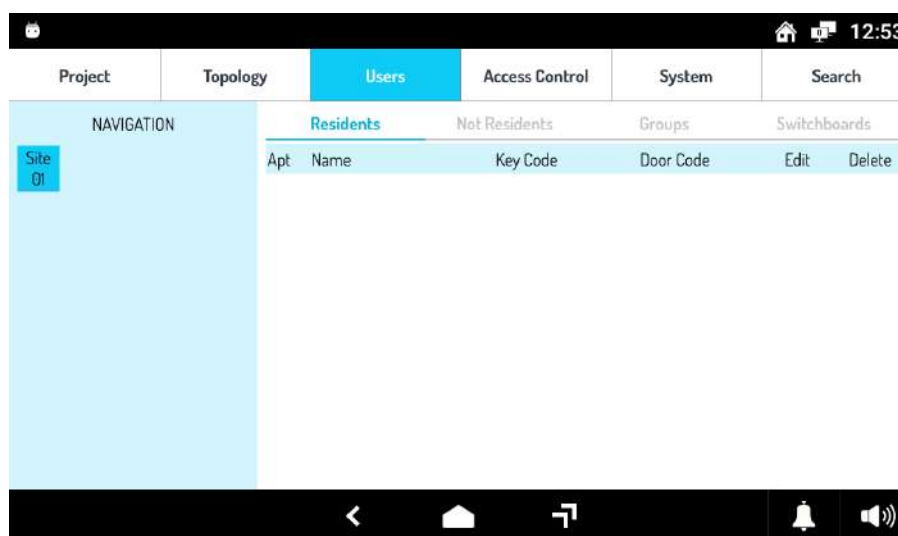 12:53
Project Topology Users Access Control System Search
NAVIGATION Residents Not Residents Groups Switchboards
Site
01
Apt Name Key Code Door Code Edit Delete